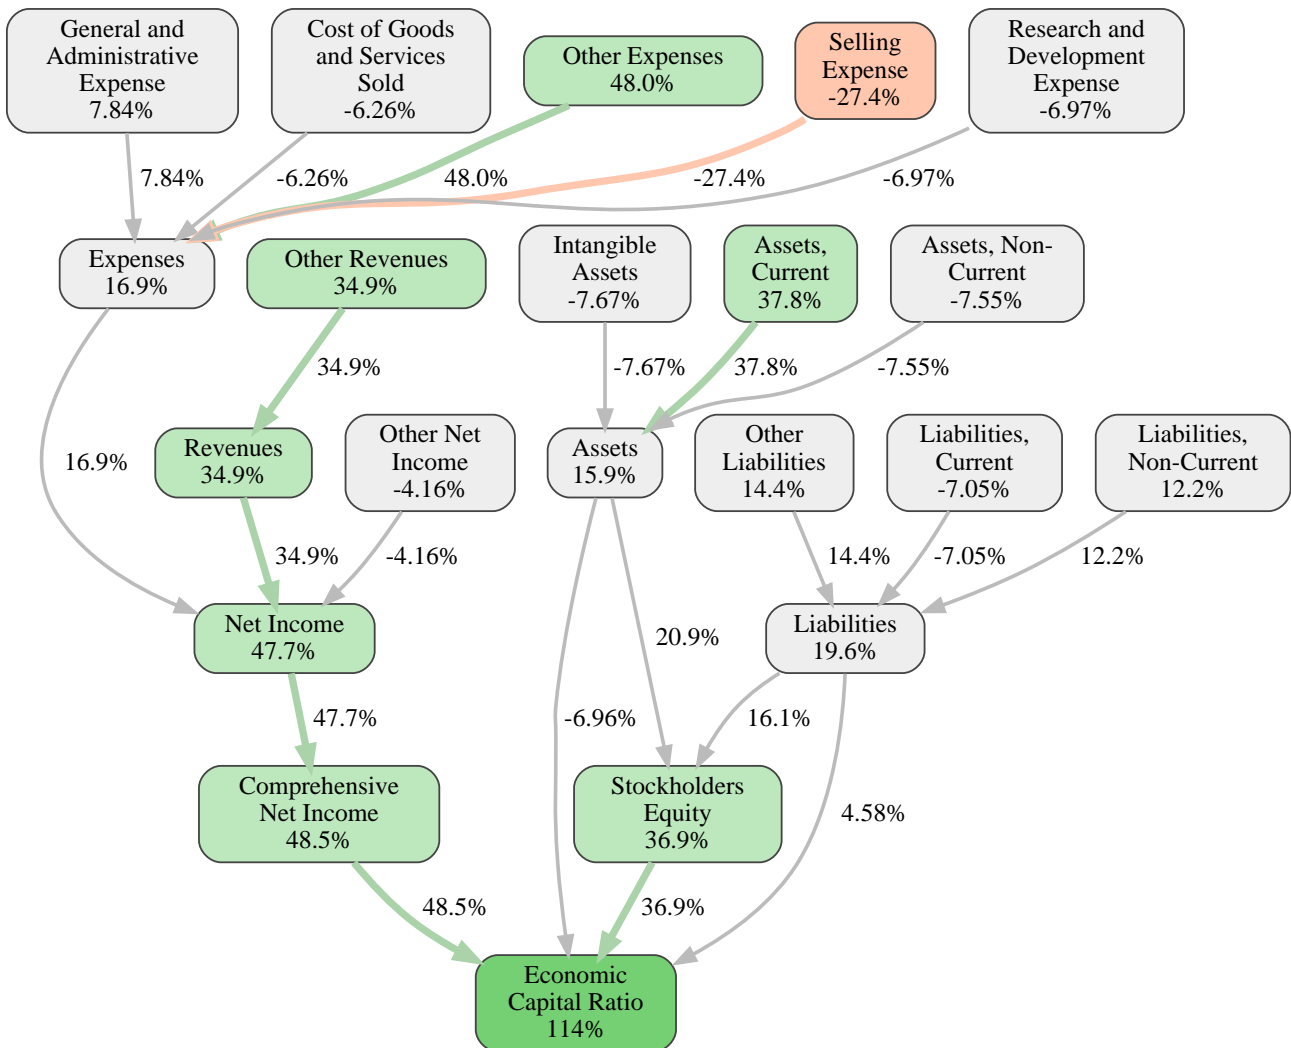 General and
Administrative
Expense
7.84%
Cost of Goods
and Services
Sold
-6.26%
Other Expenses
48.0%
Selling
Expense
-27.4%
Research and
Development
Expense
-6.97%
7.84%
-6.26%
48.0%
-27.4%
-6.97%
Expenses
16.9%
Other Revenues
34.9%
Intangible
Assets
-7.67%
Assets,
Current
37.8%
Assets, Non-
Current
-7.55%
34.9%
-7.67%
37.8%
-7.55%
16.9%
Revenues
34.9%
Other Net
Income
-4.16%
Assets
15.9%
Other
Liabilities
14.4%
Liabilities,
Current
-7.05%
Liabilities,
Non-Current
12.2%
34.9%
-4.16%
14.4%
-7.05%
12.2%
Net Income
47.7%
20.9%
Liabilities
19.6%
47.7%
-6.96%
16.1%
Comprehensive
Net Income
48.5%
Stockholders
Equity
36.9%
4.58%
48.5%
36.9%
Economic
Capital Ratio
114%